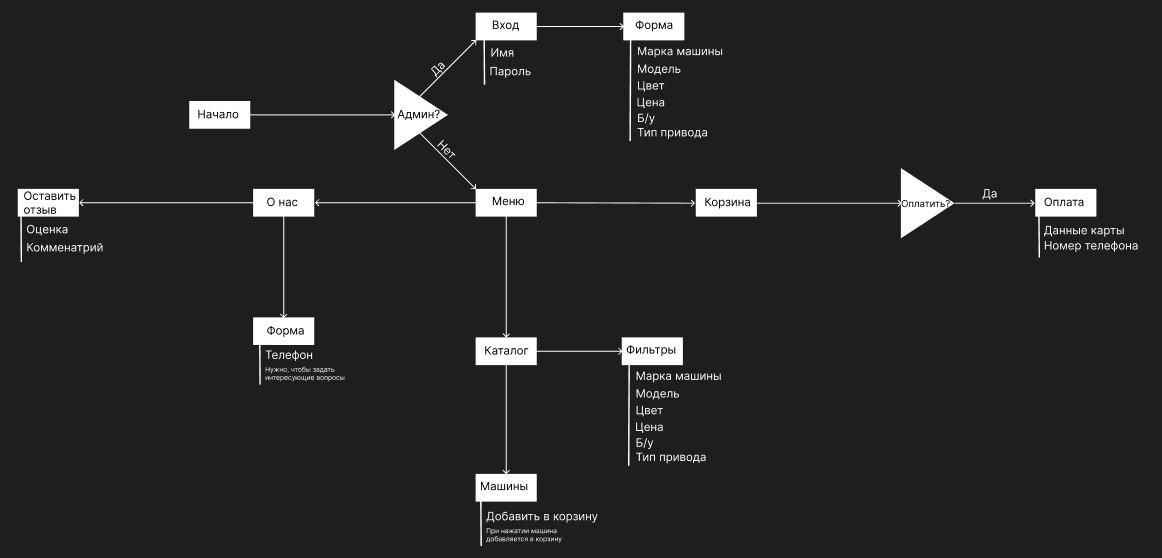 Вход
Имя
Пароль
Форма
Марка машины
Модель
Цвет
Цена
Б/у
Тип привода
Да
Начало
Админ?
Нет
Оставить
отзыв
Оценка
Комменатрий
О нас
Меню
Корзина
Оплатить?
Да
Оплата
Данные карты
Номер телефона
Форма
Телефон
Нужно, чтобы задать
интересующие вопросы
Каталог
Фильтры
Марка машины
Модель
Цвет
Цена
Б/у
Тип привода
Машины
Добавить в корзину
При нажатии машина
добавляется в корзину